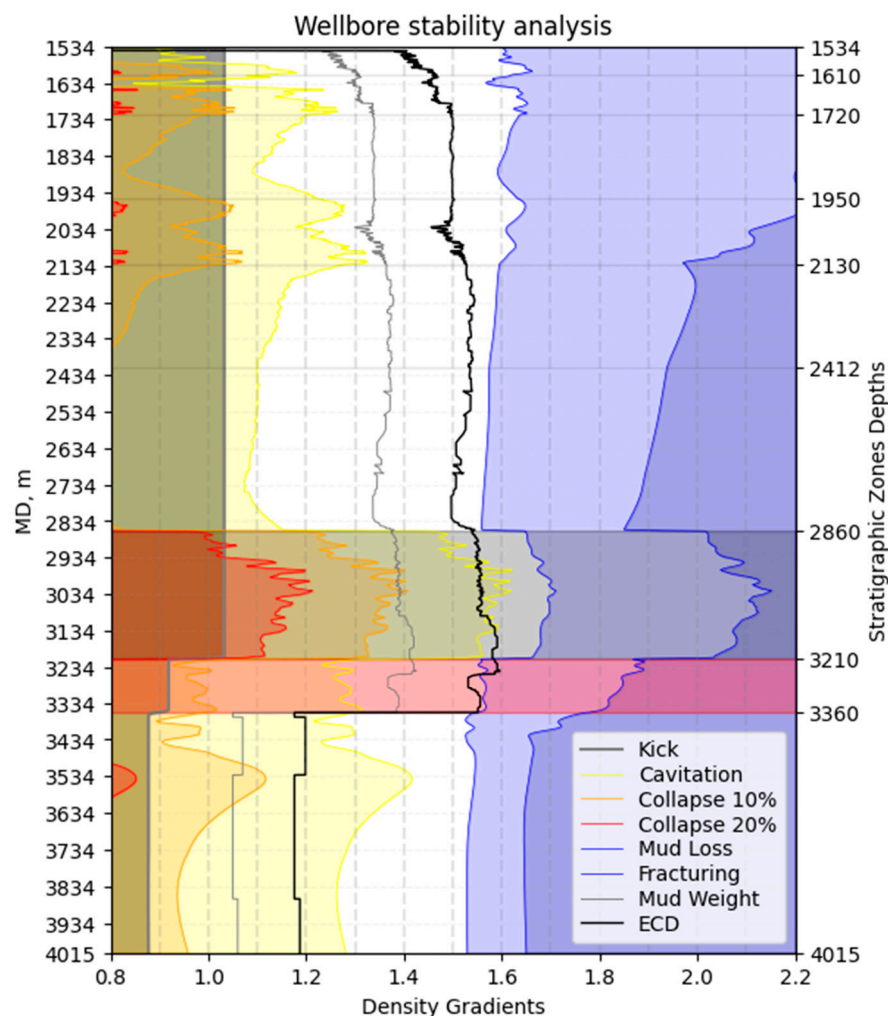 Wellbore stability analysis
1534
1634
1734
1834
1934
2034
2134
2234
2334
2434
2534
2634
2734
2834
2934
3034
3134
3234
3334
3434
3534
3634
3734
3834
3934
4015
MD, m
1534
1610
1720
1950
2130
2412
2860
3210
3360
4015
Stratigraphic Zones Depths
Kick
Cavitation
Collapse 10%
Collapse 20%
Mud Loss
Fracturing
Mud Weight
ECD
0.8 1.0 1.2 1.4 1.6 1.8 2.0 2.2
Density Gradients